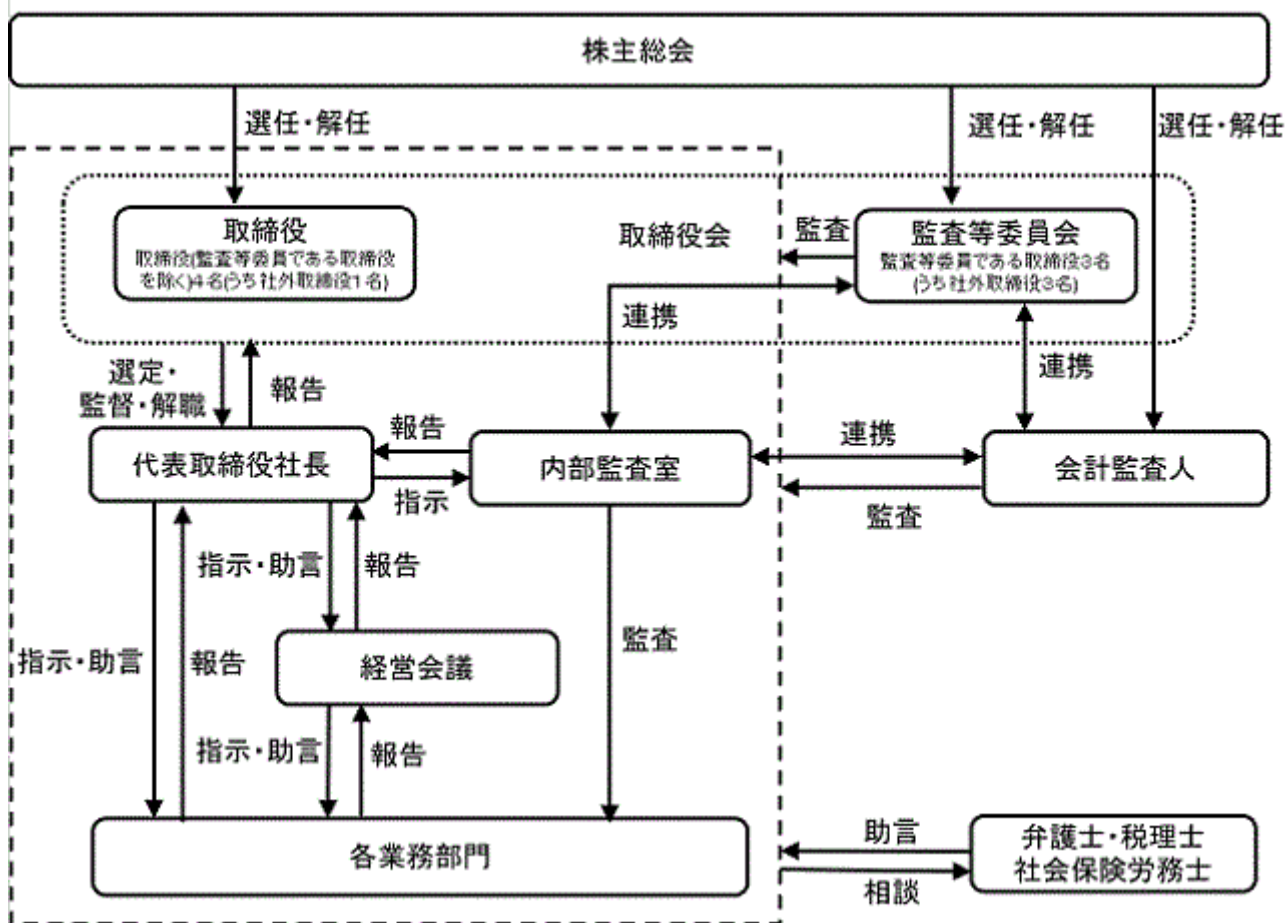 株主総会
選任・解任
選任・解任
選任・解任
取締役
取締役(監査等委員である取締役
を除く)4名(うち社外取締役1名)
取締役会
監査
監査等委員会
監査等委員である取締役3名
(うち社外取締役3名)
連携
連携
選定・
監督・解職
報告
代表取締役社長
報告
指示
内部監査室
連携
監査
会計監査人
指示・助言
報告
指示・助言
報告
経営会議
監査
指示・助言
報告
各業務部門
助言
相談
弁護士・税理士
社会保険労務士